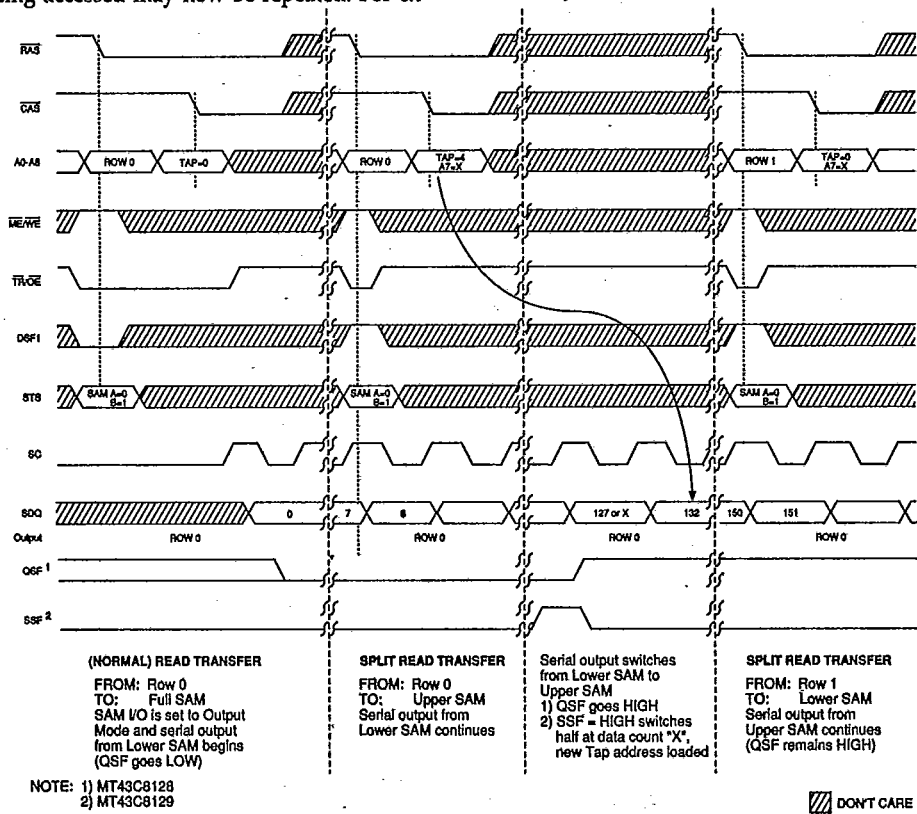 ing accessed may now be repeated. For
RAS
CAS
A0-A8 ROW 0 TAP=0 ROW 0 TAP=4 A7=X ROW 1 TAP=0 A7=X
ME/WE
TR/OE
DSF1
STS SAM A=0 B=1 SAM A=0 B=1 SAM A=0 B=1
SC
SDQ 0 7 8 127 or X 132 150 151
Output ROW 0 ROW 0 ROW 0 ROW 0
QSF 1
SSF 2
(NORMAL) READ TRANSFER
FROM: Row 0
TO: Full SAM
SAM I/O is set to Output
Mode and serial output
from Lower SAM begins
(QSF goes LOW)
SPLIT READ TRANSFER
FROM: Row 0
TO: Upper SAM
Serial output from
Lower SAM continues
Serial output switches
from Lower SAM to
Upper SAM
1) QSF goes HIGH
2) SSF = HIGH switches
half at data count "X",
new Tap address loaded
SPLIT READ TRANSFER
FROM: Row 1
TO: Lower SAM
Serial output from
Upper SAM continues
(QSF remains HIGH)
NOTE: 1) MT43C8128
2) MT43C8129
DON'T CARE